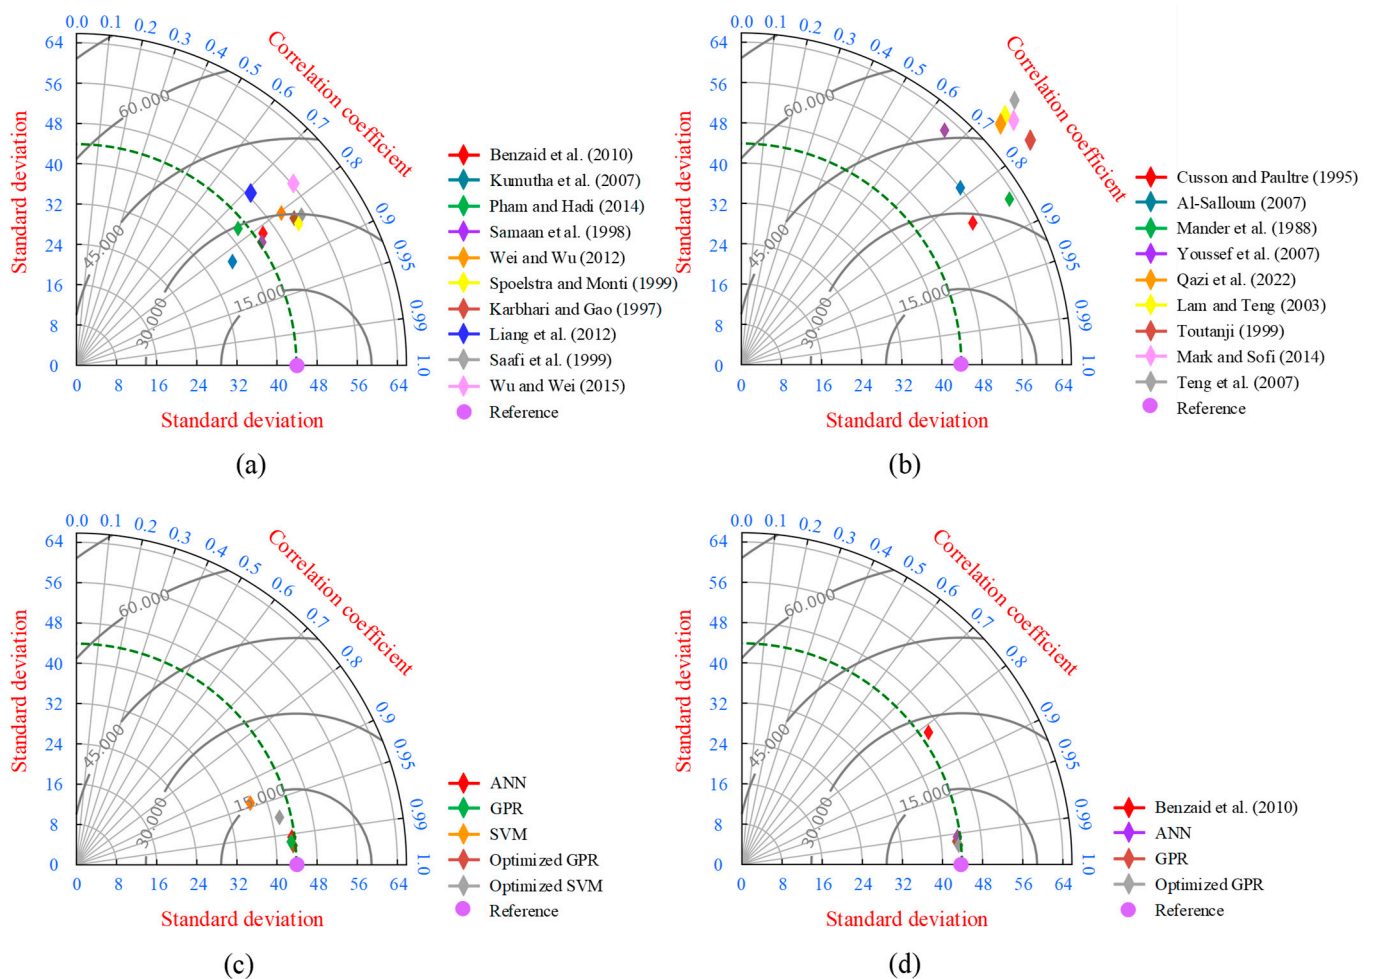 0.0 0.1 0.2 0.3 0.4 0.5 0.6 0.7 0.8 0.9 0.95 0.99 1.0
Correlation coefficient
64
56
48
40
32
24
16
8
0
Standard deviation
60.000
45.000
30.000
15.000
0 8 16 24 32 40 48 56 64
Standard deviation
Benzaid et al. (2010)
Kumutha et al. (2007)
Pham and Hadi (2014)
Samaan et al. (1998)
Wei and Wu (2012)
Spoelstra and Monti (1999)
Karbhari and Gao (1997)
Liang et al. (2012)
Saafi et al. (1999)
Wu and Wei (2015)
Reference
(a)
0.0 0.1 0.2 0.3 0.4 0.5 0.6 0.7 0.8 0.9 0.95 0.99 1.0
Correlation coefficient
64
56
48
40
32
24
16
8
0
Standard deviation
60.000
45.000
30.000
15.000
0 8 16 24 32 40 48 56 64
Standard deviation
Cusson and Paultre (1995)
Al-Salloum (2007)
Mander et al. (1988)
Youssef et al. (2007)
Qazi et al. (2022)
Lam and Teng (2003)
Toutanji (1999)
Mark and Sofi (2014)
Teng et al. (2007)
Reference
(b)
0.0 0.1 0.2 0.3 0.4 0.5 0.6 0.7 0.8 0.9 0.95 0.99 1.0
Correlation coefficient
64
56
48
40
32
24
16
8
0
Standard deviation
60.000
45.000
30.000
15.000
0 8 16 24 32 40 48 56 64
Standard deviation
ANN
GPR
SVM
Optimized GPR
Optimized SVM
Reference
(c)
0.0 0.1 0.2 0.3 0.4 0.5 0.6 0.7 0.8 0.9 0.95 0.99 1.0
Correlation coefficient
64
56
48
40
32
24
16
8
0
Standard deviation
60.000
45.000
30.000
15.000
0 8 16 24 32 40 48 56 64
Standard deviation
Benzaid et al. (2010)
ANN
GPR
Optimized GPR
Reference
(d)